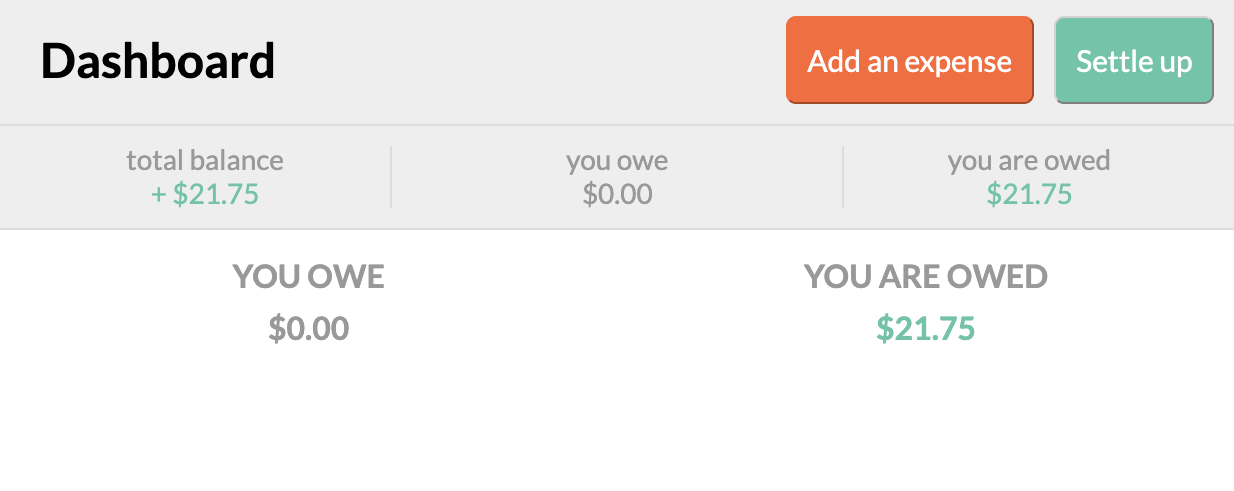 Dashboard
Add an expense
Settle up
total balance
+ $21.75
you owe
$0.00
you are owed
$21.75
YOU OWE
$0.00
YOU ARE OWED
$21.75